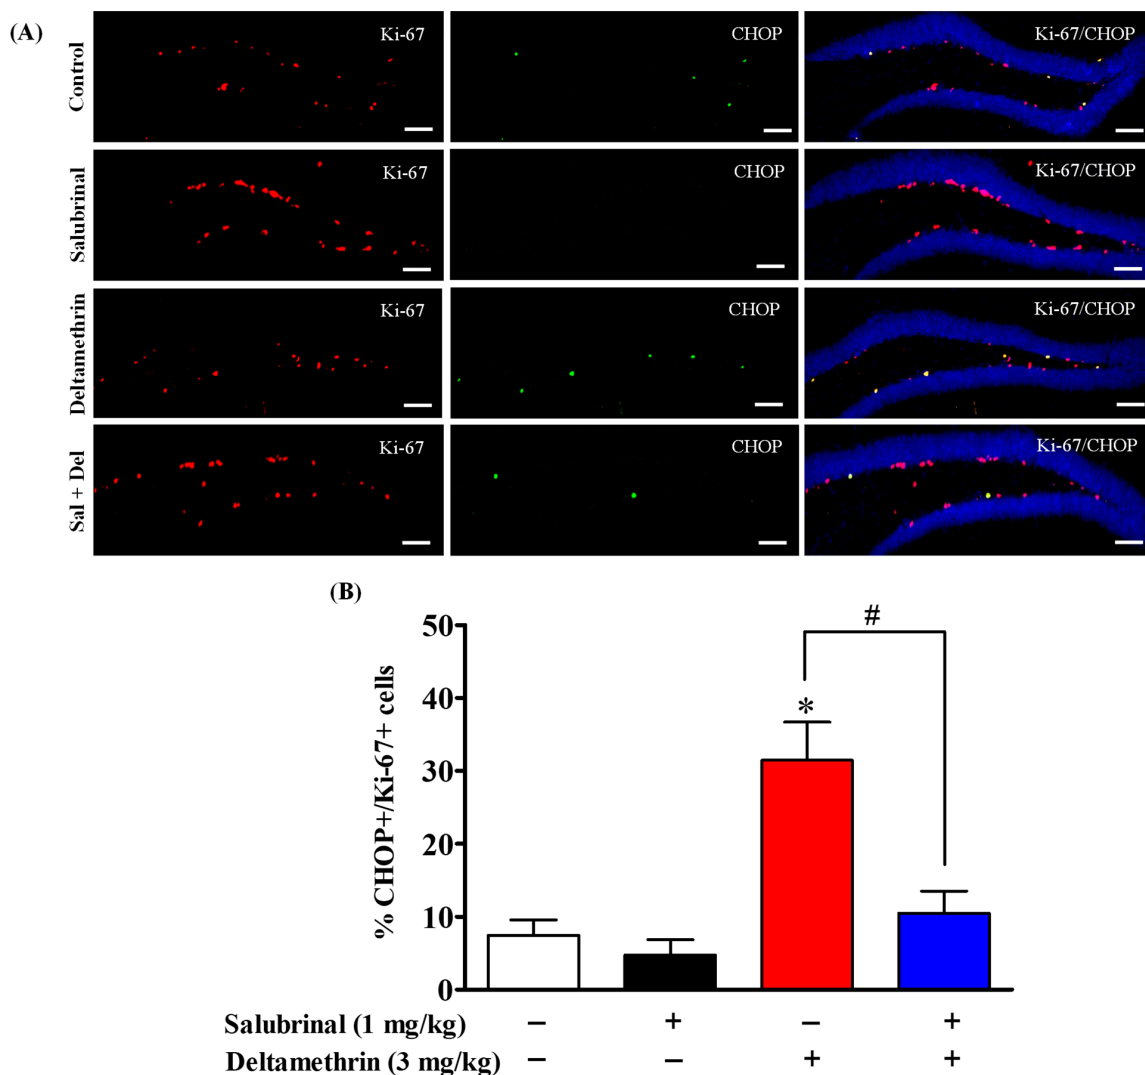 (A)
Control
Ki-67
CHOP
Ki-67/CHOP
Salubrinal
Ki-67
CHOP
Ki-67/CHOP
Deltamethrin
Ki-67
CHOP
Ki-67/CHOP
Sal + Del
Ki-67
CHOP
Ki-67/CHOP
(B)
% CHOP+/Ki-67+ cells
50
40
30
20
10
0
#
*
Salubrinal (1 mg/kg) − + − +
Deltamethrin (3 mg/kg) − − + +